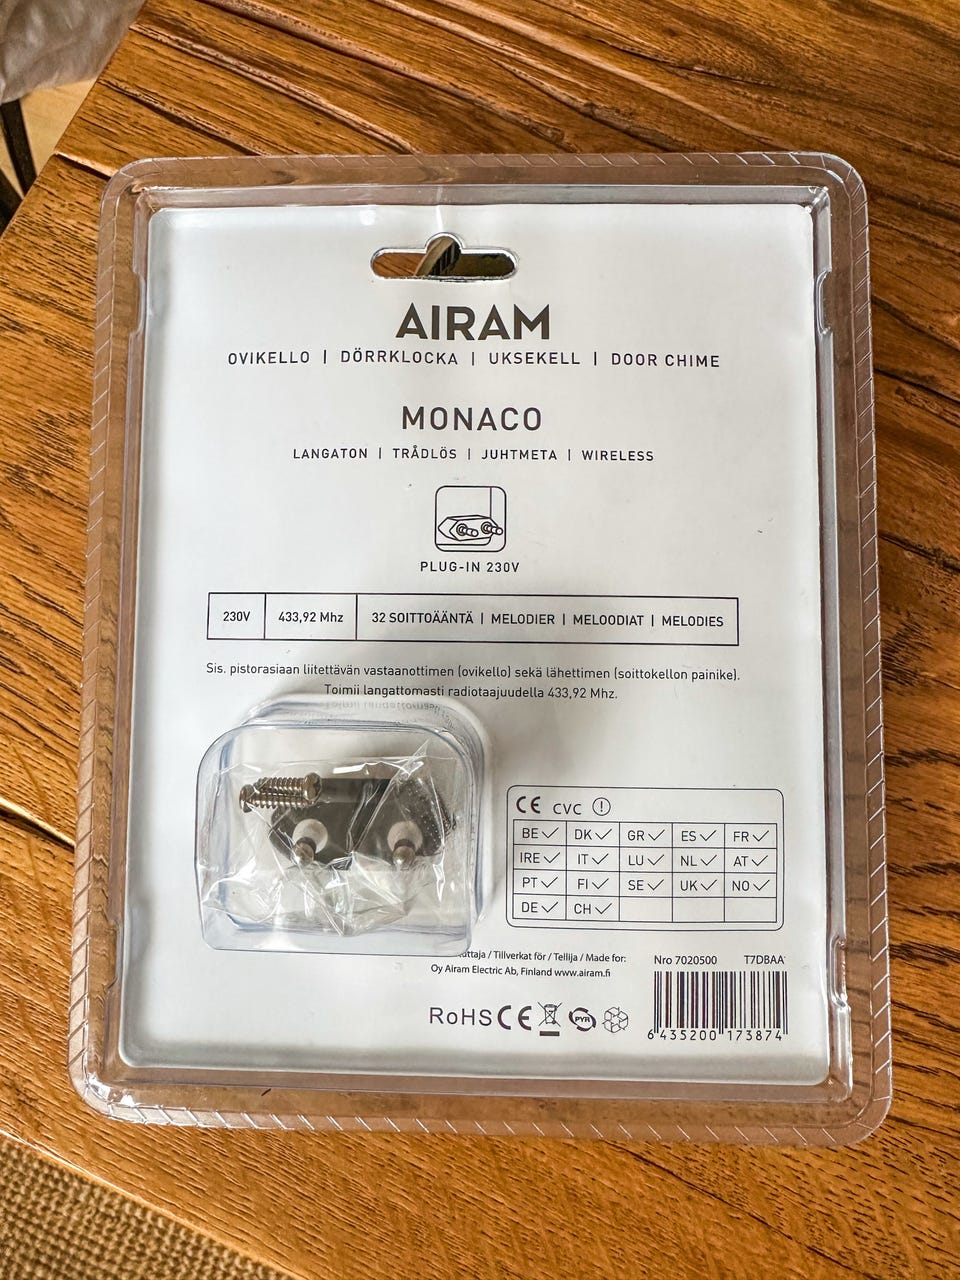 AIRAM
OVIKELLO | DÖRRKLOCKA | UKSEKELL | DOOR CHIME
MONACO
LANGATON | TRÅDLÖS | JUHTMETA | WIRELESS
PLUG-IN 230V
230V 433,92 Mhz 32 SOITTOÄÄNTÄ | MELODIER | MELOODIAT | MELODIES
Sis. pistorasiaan liitettävän vastaanottimen (ovikello) sekä lähettimen (soittokellon painike).
Toimii langattomasti radiotaajuudella 433,92 Mhz.
CE CVC
BE DK GR ES FR
IRE IT LU NL AT
PT FI SE UK NO
DE CH
/ Tillverkat för / Tellija / Made for:
Oy Airam Electric Ab, Finland www.airam.fi
Nro 7020500 T7DBAA
RoHS CE PYR
6 435200 173874